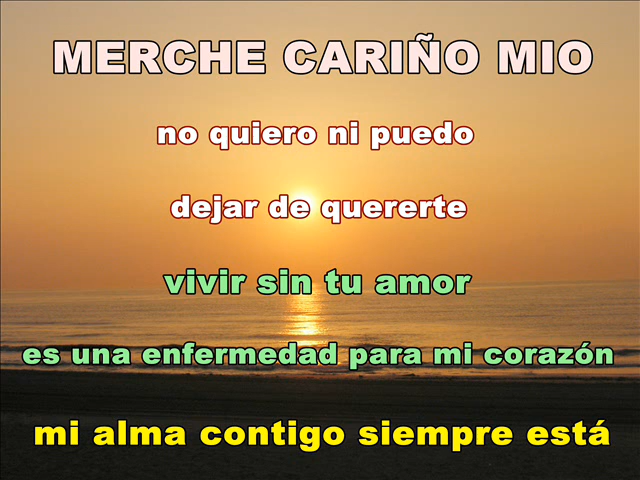 MERCHE CARIÑO MIO
no quiero ni puedo
dejar de quererte
vivir sin tu amor
es una enfermedad para mi corazón
mi alma contigo siempre está